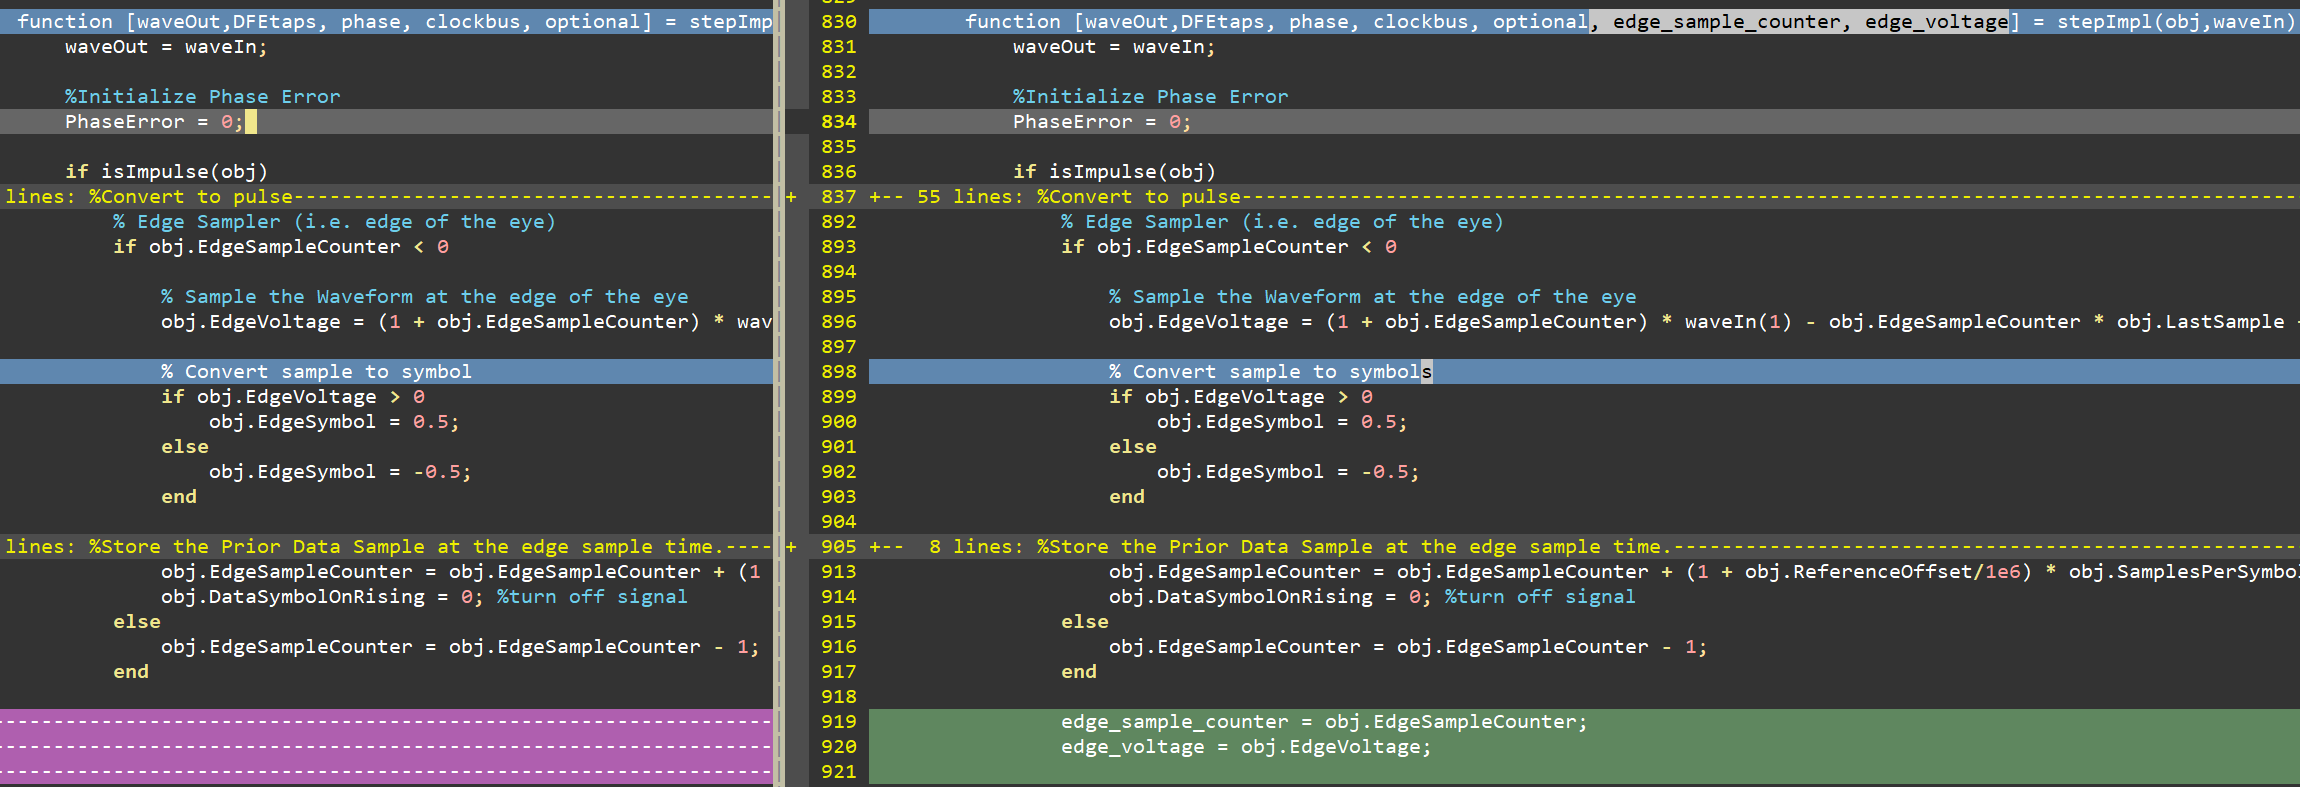 function [waveOut,DFEtaps, phase, clockbus, optional] = stepImp
waveOut = waveIn;
%Initialize Phase Error
PhaseError = 0;
if isImpulse(obj)
lines: %Convert to pulse----------------------------------------
% Edge Sampler (i.e. edge of the eye)
if obj.EdgeSampleCounter < 0
% Sample the Waveform at the edge of the eye
obj.EdgeVoltage = (1 + obj.EdgeSampleCounter) * wav
% Convert sample to symbol
if obj.EdgeVoltage > 0
obj.EdgeSymbol = 0.5;
else
obj.EdgeSymbol = -0.5;
end
lines: %Store the Prior Data Sample at the edge sample time.----
obj.EdgeSampleCounter = obj.EdgeSampleCounter + (1
obj.DataSymbolOnRising = 0; %turn off signal
else
obj.EdgeSampleCounter = obj.EdgeSampleCounter - 1;
end
830 function [waveOut,DFEtaps, phase, clockbus, optional, edge_sample_counter, edge_voltage] = stepImpl(obj,waveIn)
831 waveOut = waveIn;
832
833 %Initialize Phase Error
834 PhaseError = 0;
835
836 if isImpulse(obj)
+ 837 +-- 55 lines: %Convert to pulse----------------------------------------------------------------------------------------
892 % Edge Sampler (i.e. edge of the eye)
893 if obj.EdgeSampleCounter < 0
894
895 % Sample the Waveform at the edge of the eye
896 obj.EdgeVoltage = (1 + obj.EdgeSampleCounter) * waveIn(1) - obj.EdgeSampleCounter * obj.LastSample
897
898 % Convert sample to symbols
899 if obj.EdgeVoltage > 0
900 obj.EdgeSymbol = 0.5;
901 else
902 obj.EdgeSymbol = -0.5;
903 end
904
+ 905 +-- 8 lines: %Store the Prior Data Sample at the edge sample time.----------------------------------------------------
913 obj.EdgeSampleCounter = obj.EdgeSampleCounter + (1 + obj.ReferenceOffset/1e6) * obj.SamplesPerSymbo
914 obj.DataSymbolOnRising = 0; %turn off signal
915 else
916 obj.EdgeSampleCounter = obj.EdgeSampleCounter - 1;
917 end
918
919 edge_sample_counter = obj.EdgeSampleCounter;
920 edge_voltage = obj.EdgeVoltage;
921